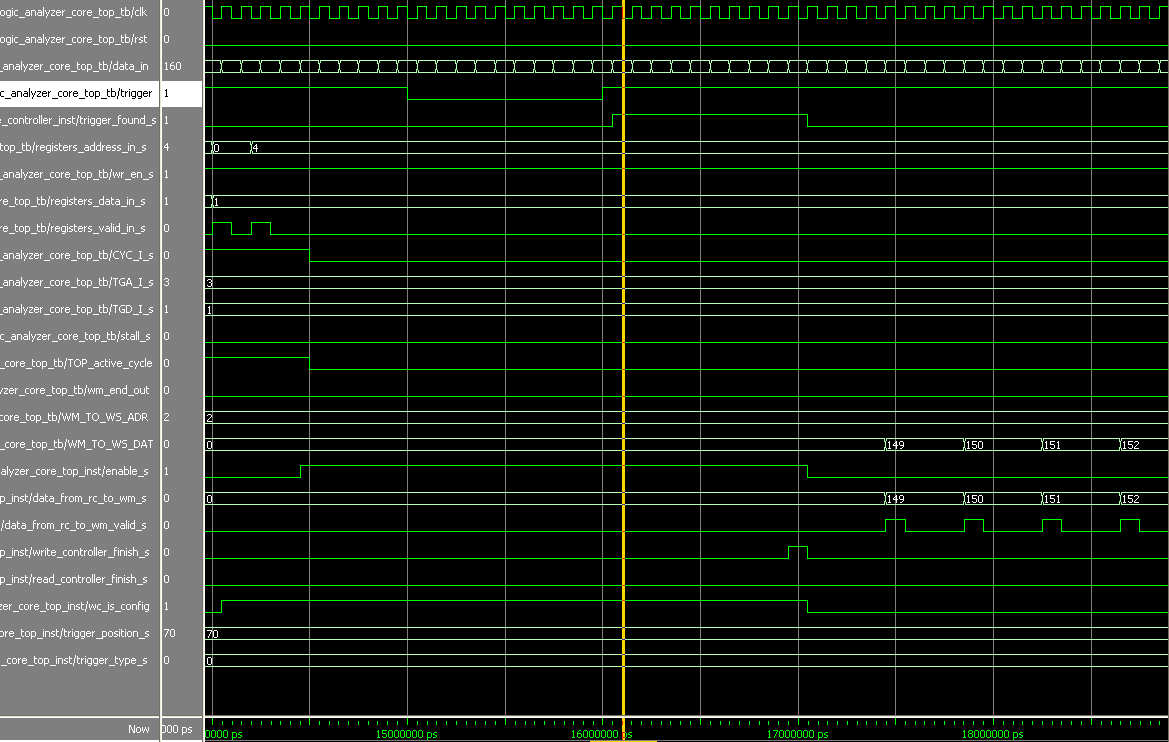 ogic_analyzer_core_top_tb/clk 0
ogic_analyzer_core_top_tb/rst 0
_analyzer_core_top_tb/data_in 160
c_analyzer_core_top_tb/trigger 1
e_controller_inst/trigger_found_s 1
top_tb/registers_address_in_s 4 0 4
_analyzer_core_top_tb/wr_en_s 1
re_top_tb/registers_data_in_s 1 1
re_top_tb/registers_valid_in_s 0
_analyzer_core_top_tb/CYC_I_s 0
_analyzer_core_top_tb/TGA_I_s 3 3
_analyzer_core_top_tb/TGD_I_s 1 1
c_analyzer_core_top_tb/stall_s 0
_core_top_tb/TOP_active_cycle 0
yzer_core_top_tb/wm_end_out 0
core_top_tb/WM_TO_WS_ADR 2 2
_core_top_tb/WM_TO_WS_DAT 0 0 149 150 151 152
alyzer_core_top_inst/enable_s 1
p_inst/data_from_rc_to_wm_s 0 0 149 150 151 152
/data_from_rc_to_wm_valid_s 0
p_inst/write_controller_finish_s 0
p_inst/read_controller_finish_s 0
zer_core_top_inst/wc_is_config 1
ore_top_inst/trigger_position_s 70 70
_core_top_inst/trigger_type_s 0 0
Now 000 ps 0000 ps 15000000 ps 16000000 ps 17000000 ps 18000000 ps